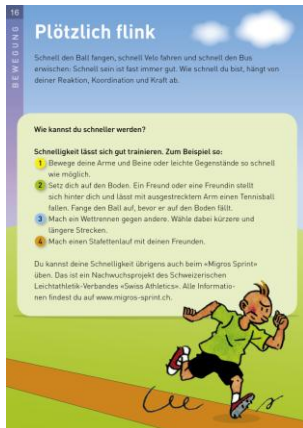 16
BEWEGUNG
Plötzlich flink
Schnell den Ball fangen, schnell Velo fahren und schnell den Bus
erwischen. Schnell sein ist fast immer gut. Wie schnell du bist, hängt von
deiner Reaktion, Koordination und Kraft ab.
Wie kannst du schneller werden?
Schnelligkeit lässt sich gut trainieren. Zum Beispiel so:
1 Bewege deine Arme und Beine oder leichte Gegenstände so schnell
wie möglich.
2 Setz dich auf den Boden. Ein Freund oder eine Freundin stellt
sich hinter dich und lässt mit ausgestrecktem Arm einen Tennisball
fallen. Fange den Ball auf, bevor er auf den Boden fällt.
3 Mach ein Wettrennen gegen andere. Wähle dabei kürzere und
längere Strecken.
4 Mach einen Stafettenlauf mit deinen Freunden.
Du kannst deine Schnelligkeit übrigens auch beim «Migros Sprint»
üben. Das ist ein Nachwuchsprojekt des Schweizerischen
Leichtathletik-Verbandes «Swiss Athletics». Alle Informatio-
nen findest du auf www.migros-sprint.ch.